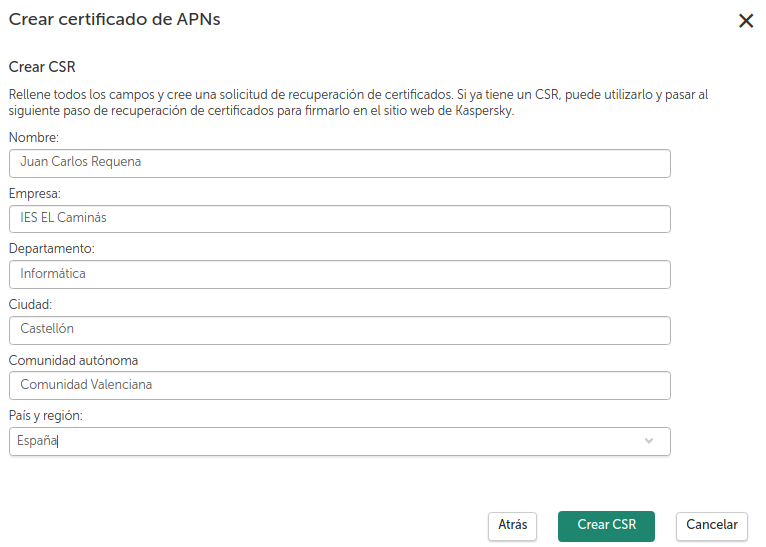 Crear certificado de APNs
Crear CSR
Rellene todos los campos y cree una solicitud de recuperación de certificados. Si ya tiene un CSR, puede utilizarlo y pasar al
siguiente paso de recuperación de certificados para firmarlo en el sitio web de Kaspersky.
Nombre:
Juan Carlos Requena
Empresa:
IES EL Caminás
Departamento:
Informática
Ciudad:
Castellón
Comunidad autónoma
Comunidad Valenciana
País y región:
España
Atrás Crear CSR Cancelar